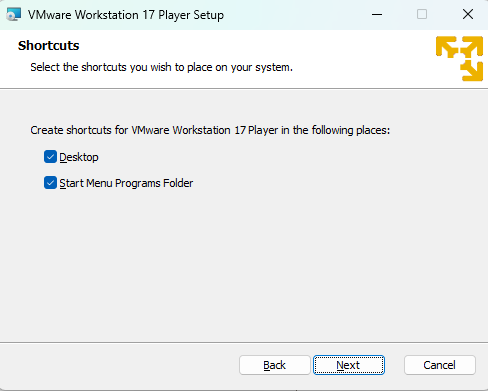 VMware Workstation 17 Player Setup
Shortcuts
Select the shortcuts you wish to place on your system.
Create shortcuts for VMware Workstation 17 Player in the following places:
Desktop
Start Menu Programs Folder
Back
Next
Cancel